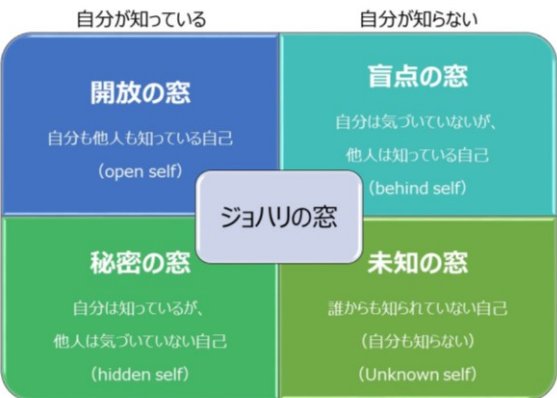 自分が知っている
自分が知らない
開放の窓
自分も他人も知っている自己
(open self)
盲点の窓
自分は気づいていないが、
他人は知っている自己
(behind self)
ジョハリの窓
秘密の窓
自分は知っているが、
他人は気づいていない自己
(hidden self)
未知の窓
誰からも知られていない自己
(自分も知らない)
(Unknown self)